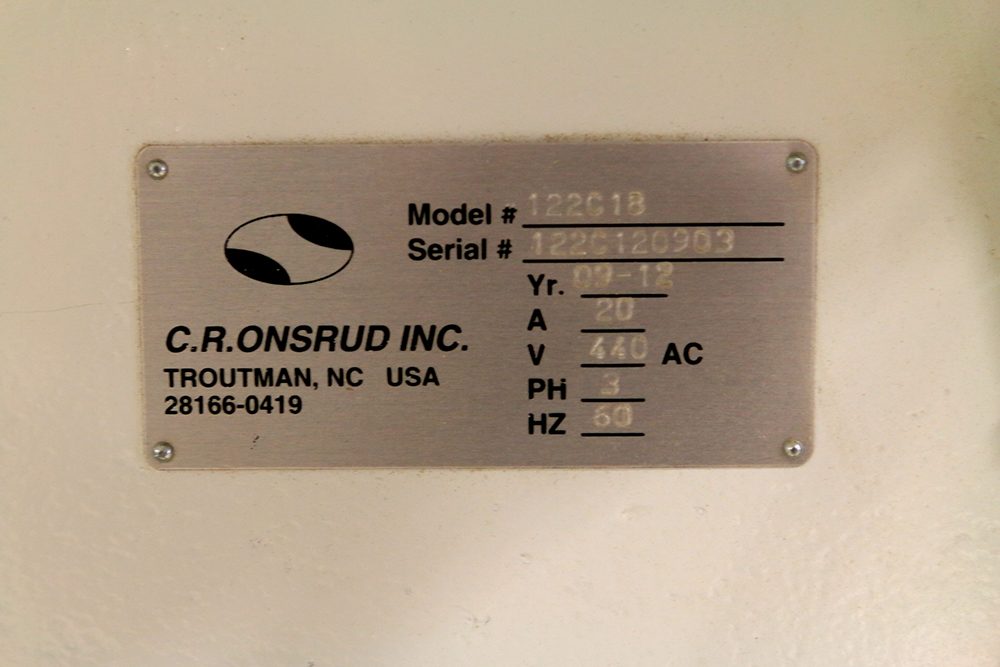 Model # 122G18
Serial # 122G120903
Yr. 09-12
A 20
V 440 AC
PH 3
HZ 60
C.R.ONSRUD INC.
TROUTMAN, NC USA
28166-0419